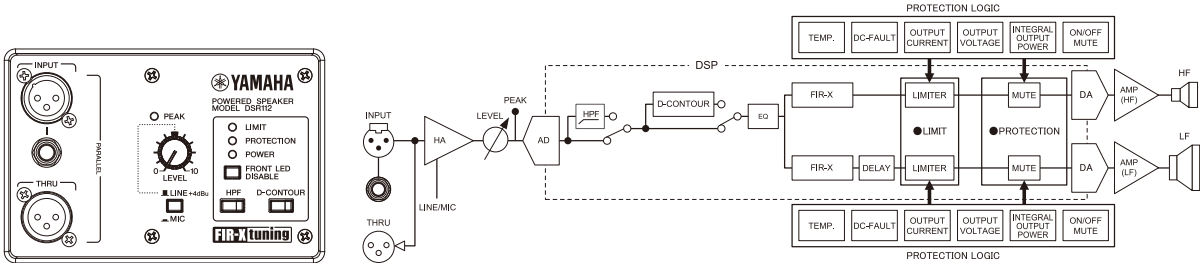 INPUT
THRU
PARALLEL
PEAK
0 10
LEVEL
LINE +4dBu
MIC
YAMAHA
POWERED SPEAKER
MODEL DSR112
LIMIT
PROTECTION
POWER
FRONT LED
DISABLE
HPF
D-CONTOUR
FIR-X tuning
INPUT
THRU
HA
LINE/MIC
LEVEL
PEAK
AD
DSP
HPF
D-CONTOUR
EQ
FIR-X
FIR-X
DELAY
LIMITER
LIMIT
LIMITER
MUTE
PROTECTION
MUTE
DA
DA
AMP
(HF)
AMP
(LF)
HF
LF
PROTECTION LOGIC
TEMP.
DC-FAULT
OUTPUT
CURRENT
OUTPUT
VOLTAGE
INTEGRAL
OUTPUT
POWER
ON/OFF
MUTE
TEMP.
DC-FAULT
OUTPUT
CURRENT
OUTPUT
VOLTAGE
INTEGRAL
OUTPUT
POWER
ON/OFF
MUTE
PROTECTION LOGIC